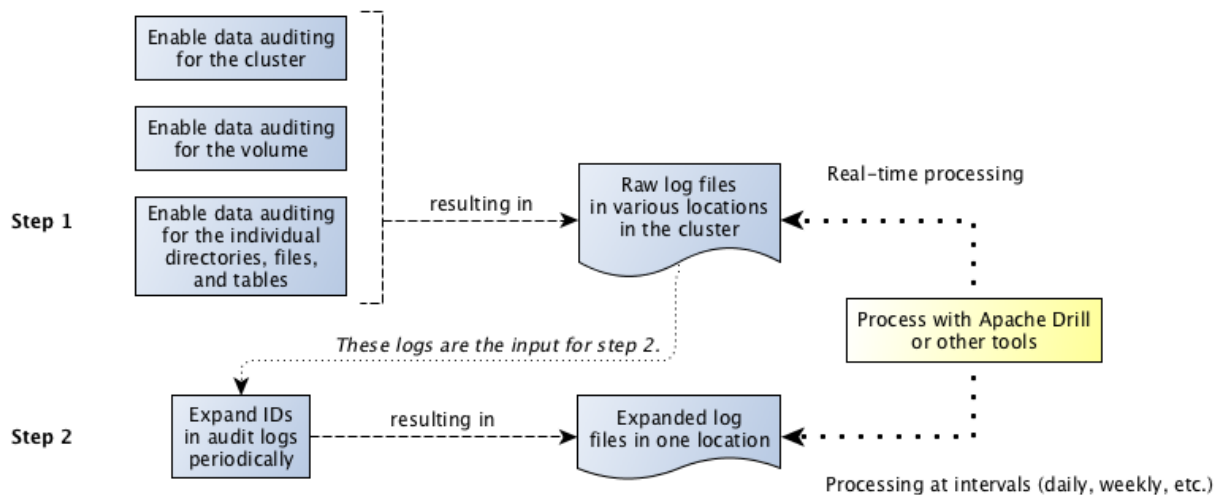 Enable data auditing
for the cluster
Enable data auditing
for the volume
Step 1
Enable data auditing
for the individual
directories, files,
and tables
resulting in
Raw log files
in various locations
in the cluster
Real-time processing
Process with Apache Drill
or other tools
These logs are the input for step 2.
Step 2
Expand IDs
in audit logs
periodically
resulting in
Expanded log
files in one location
Processing at intervals (daily, weekly, etc.)